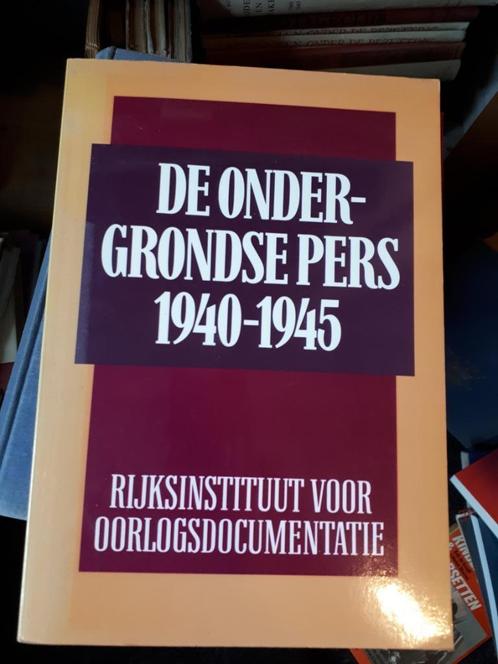 DE ONDER-
GRONDSE PERS
1940-1945
RIJKSINSTITUUT VOOR
OORLOGSDOCUMENTATIE